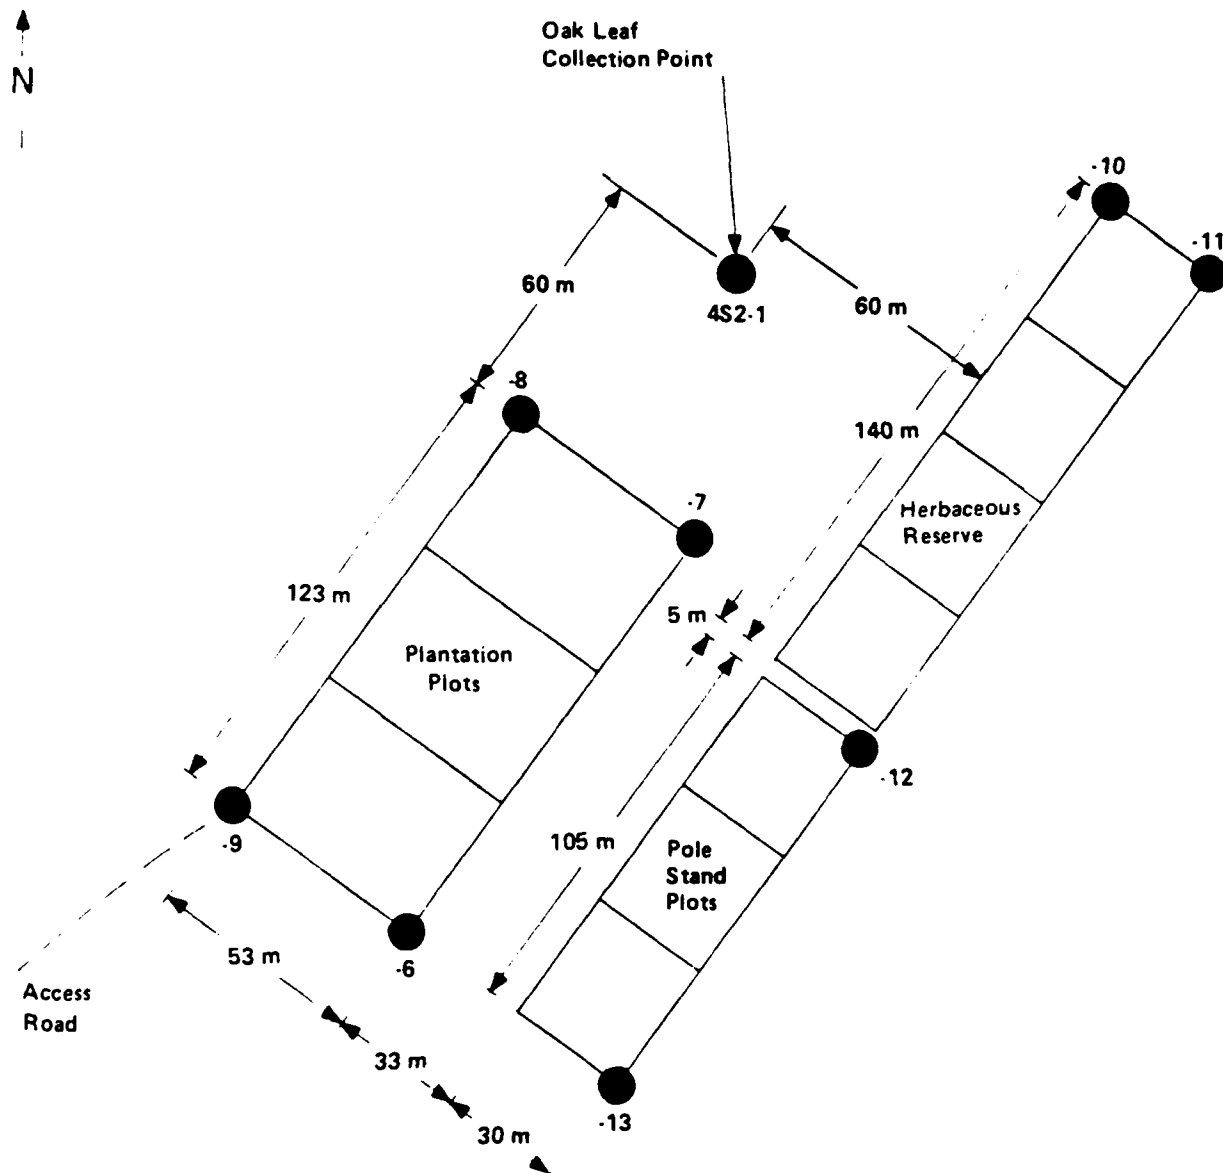 Oak Leaf
Collection Point
N
-10
-11
60 m
4S2-1
60 m
-8
140 m
-7
Herbaceous
Reserve
123 m
5 m
Plantation
Plots
-12
-9
105 m
Pole
Stand
Plots
53 m
-6
Access
Road
33 m
-13
30 m